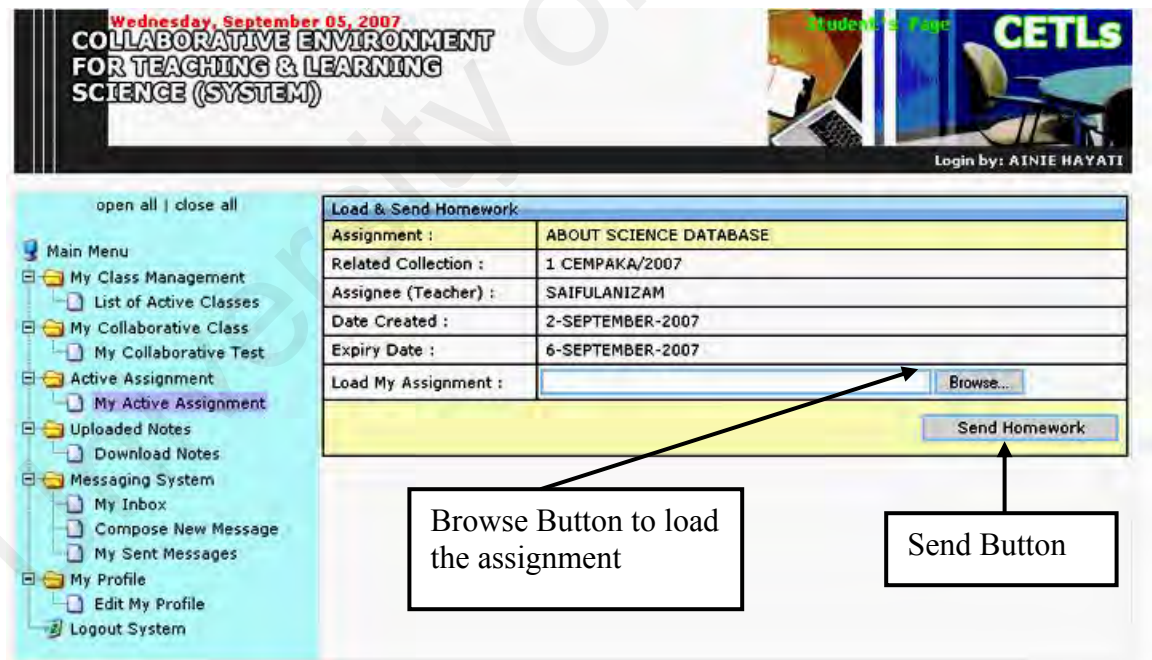 Wednesday, September 05, 2007
COLLABORATIVE ENVIRONMENT
FOR TEACHING & LEARNING
SCIENCE (SYSTEM)
Student's Page
CETLs
Login by: AINIE HAYATI
open all | close all
Main Menu
My Class Management
List of Active Classes
My Collaborative Class
My Collaborative Test
Active Assignment
My Active Assignment
Uploaded Notes
Download Notes
Messaging System
My Inbox
Compose New Message
My Sent Messages
My Profile
Edit My Profile
Logout System
Load & Send Homework
Assignment : ABOUT SCIENCE DATABASE
Related Collection : 1 CEMPAKA/2007
Assignee (Teacher) : SAIFULANIZAM
Date Created : 2-SEPTEMBER-2007
Expiry Date : 6-SEPTEMBER-2007
Load My Assignment : Browse...
Send Homework
Browse Button to load
the assignment
Send Button